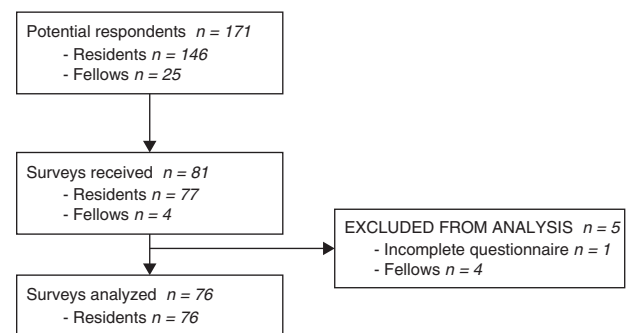 Potential respondents n = 171
- Residents n = 146
- Fellows n = 25
Surveys received n = 81
- Residents n = 77
- Fellows n = 4
EXCLUDED FROM ANALYSIS n = 5
- Incomplete questionnaire n = 1
- Fellows n = 4
Surveys analyzed n = 76
- Residents n = 76